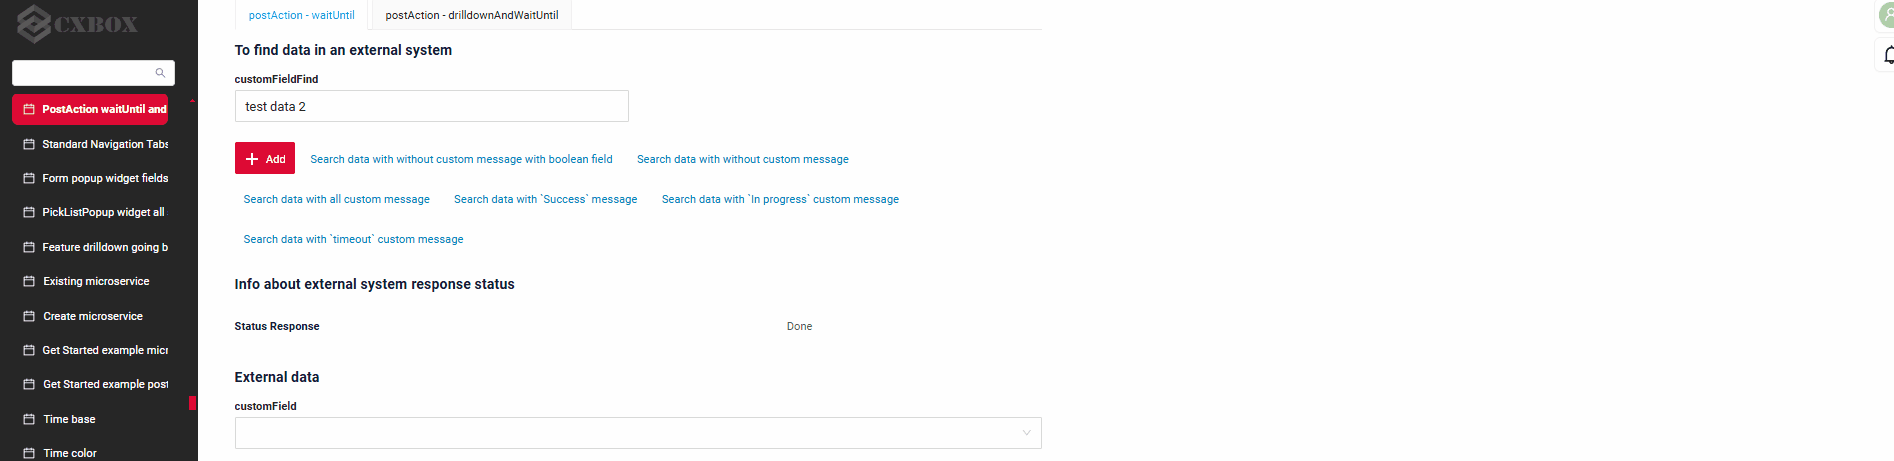 CXBOX
PostAction waitUntil and
Standard Navigation Tabs
Form popup widget fields
PickListPopup widget all
Feature drilldown going b
Existing microservice
Create microservice
Get Started example micr
Get Started example post
Time base
Time color
postAction - waitUntil
postAction - drilldownAndWaitUntil
To find data in an external system
customFieldFind
test data 2
Add
Search data with without custom message with boolean field
Search data with without custom message
Search data with all custom message
Search data with `Success` message
Search data with `In progress` custom message
Search data with `timeout` custom message
Info about external system response status
Status Response
Done
External data
customField